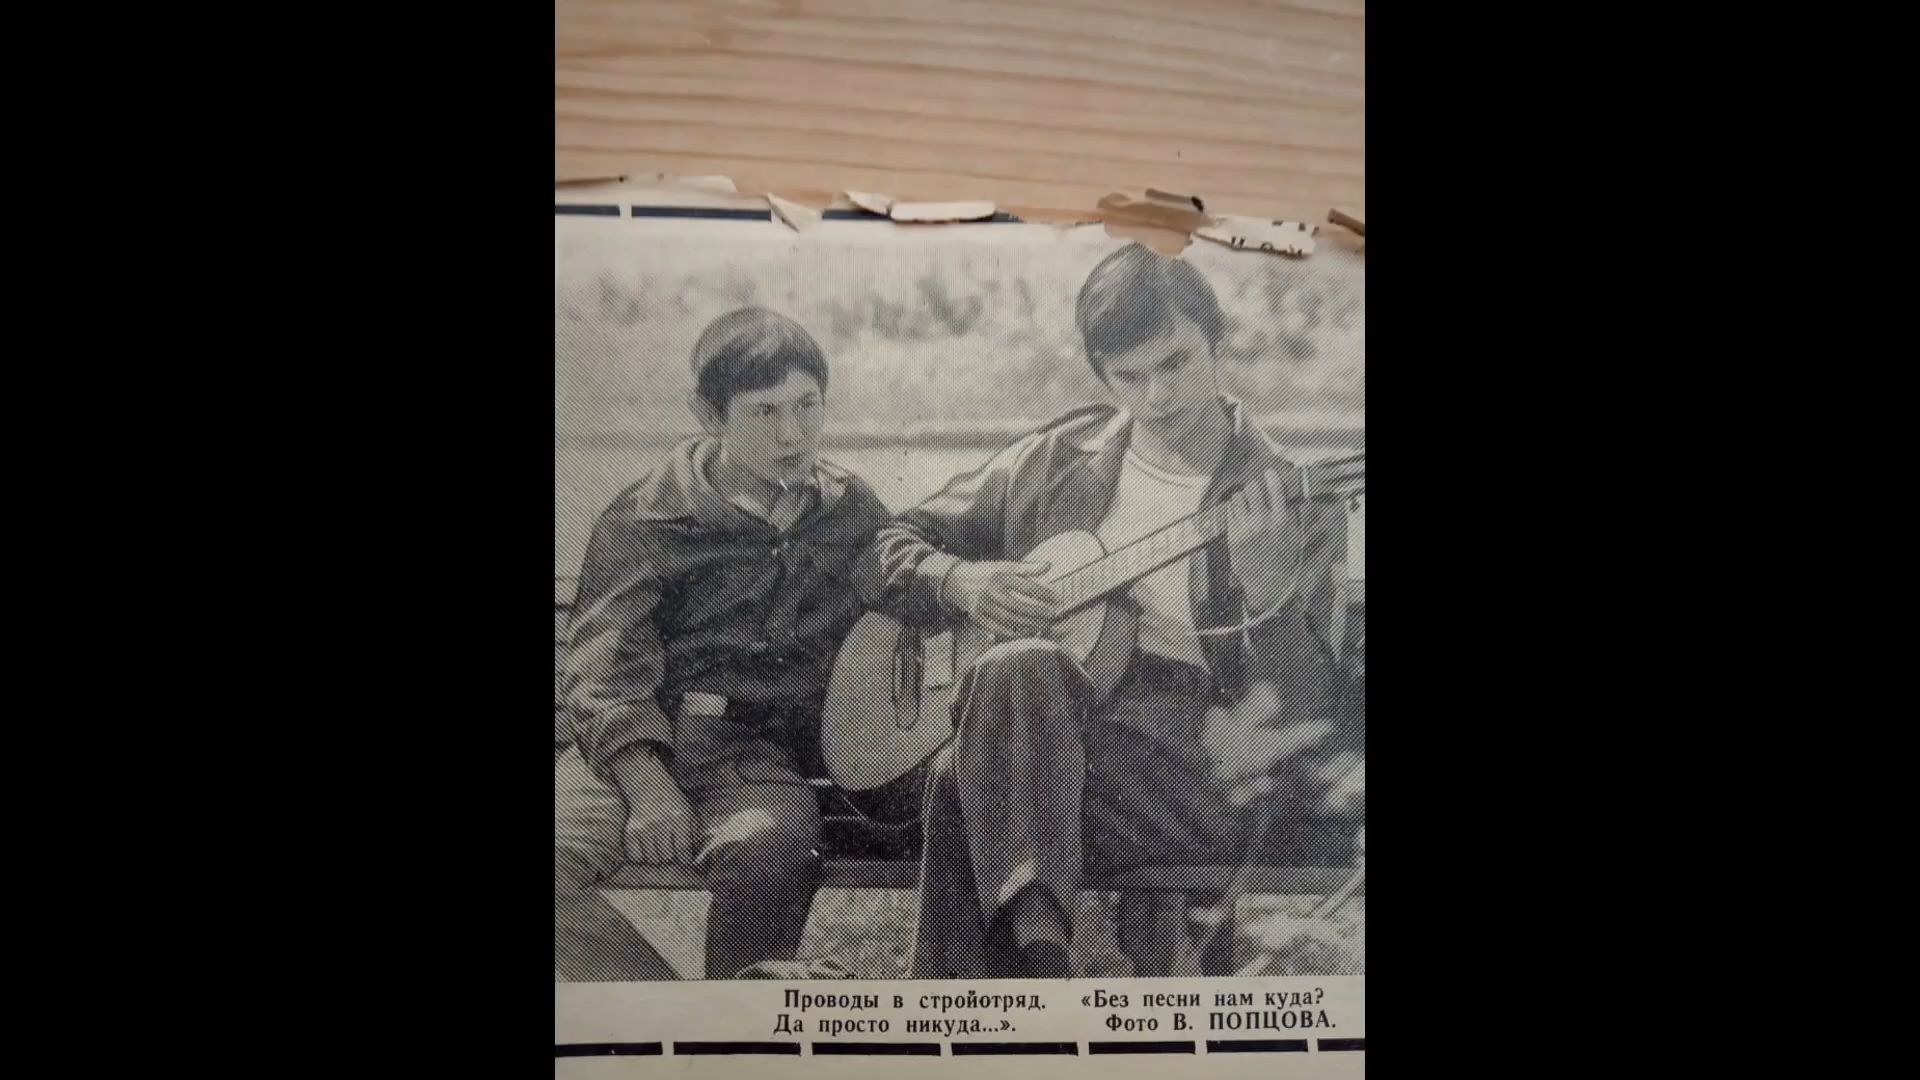 Проводы в стройотряд. «Без песни нам куда?
Да просто никуда...». Фото В. ПОПЦОВА.